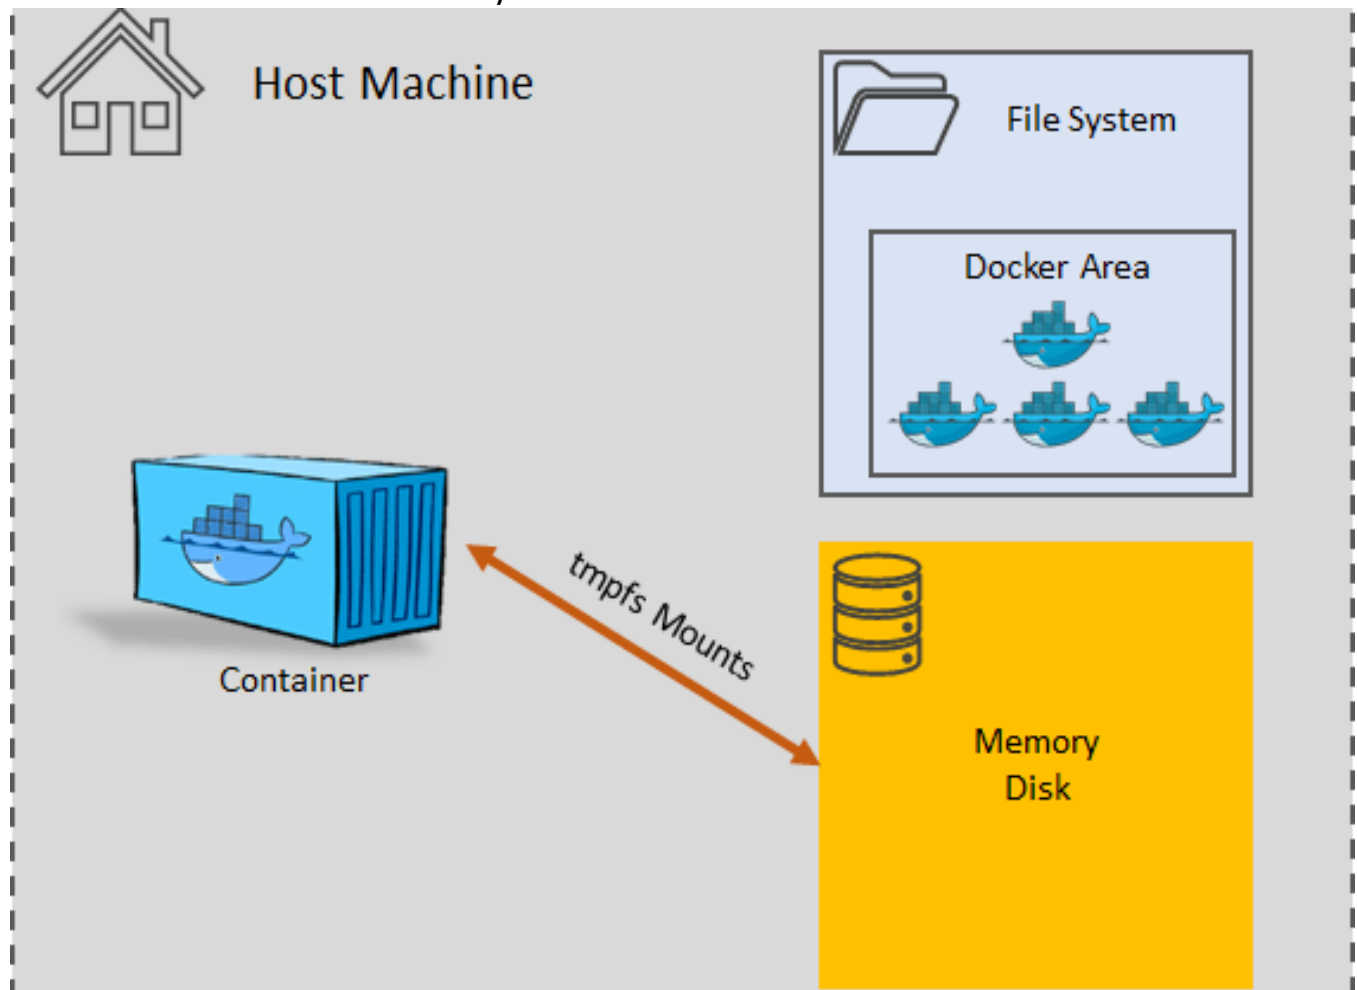 Host Machine
File System
Docker Area
tmpfs Mounts
Container
Memory
Disk